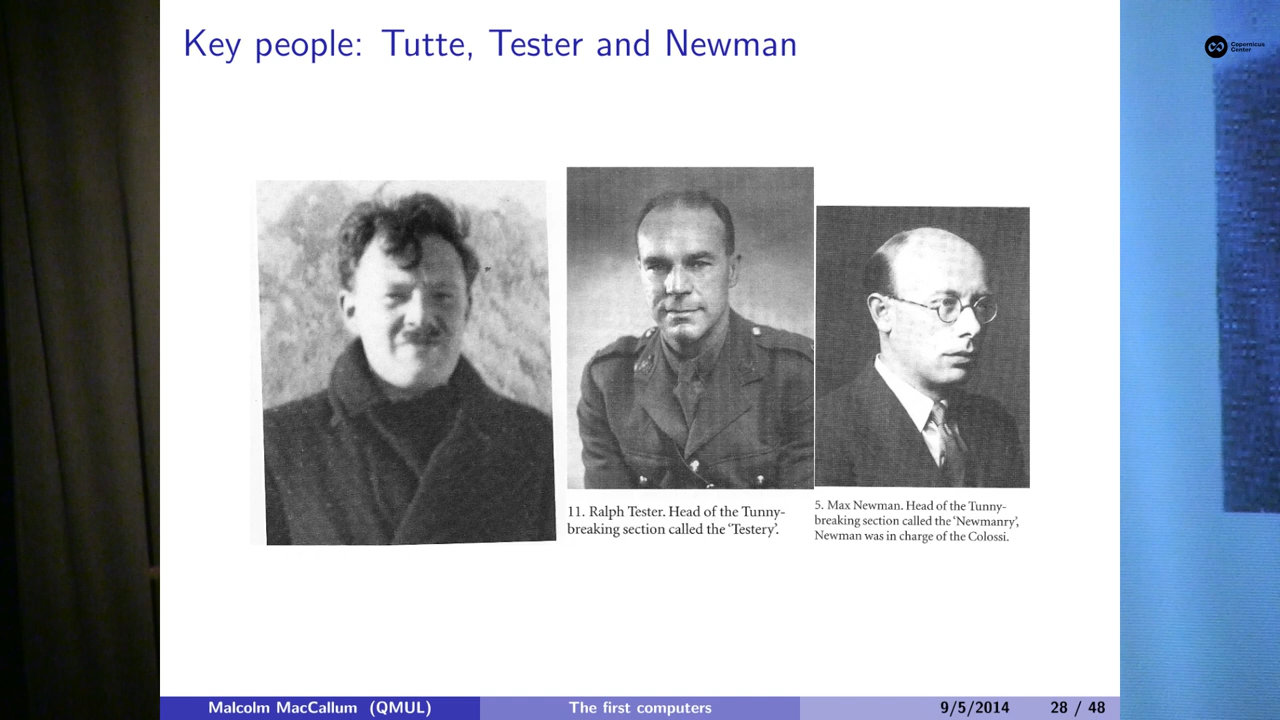 Key people: Tutte, Tester and Newman
Copernicus
Center
11. Ralph Tester. Head of the Tunny-
breaking section called the ‘Testery’.
5. Max Newman. Head of the Tunny-
breaking section called the ‘Newmanry’,
Newman was in charge of the Colossi.
Malcolm MacCallum (QMUL)
The first computers
9/5/2014
28 / 48